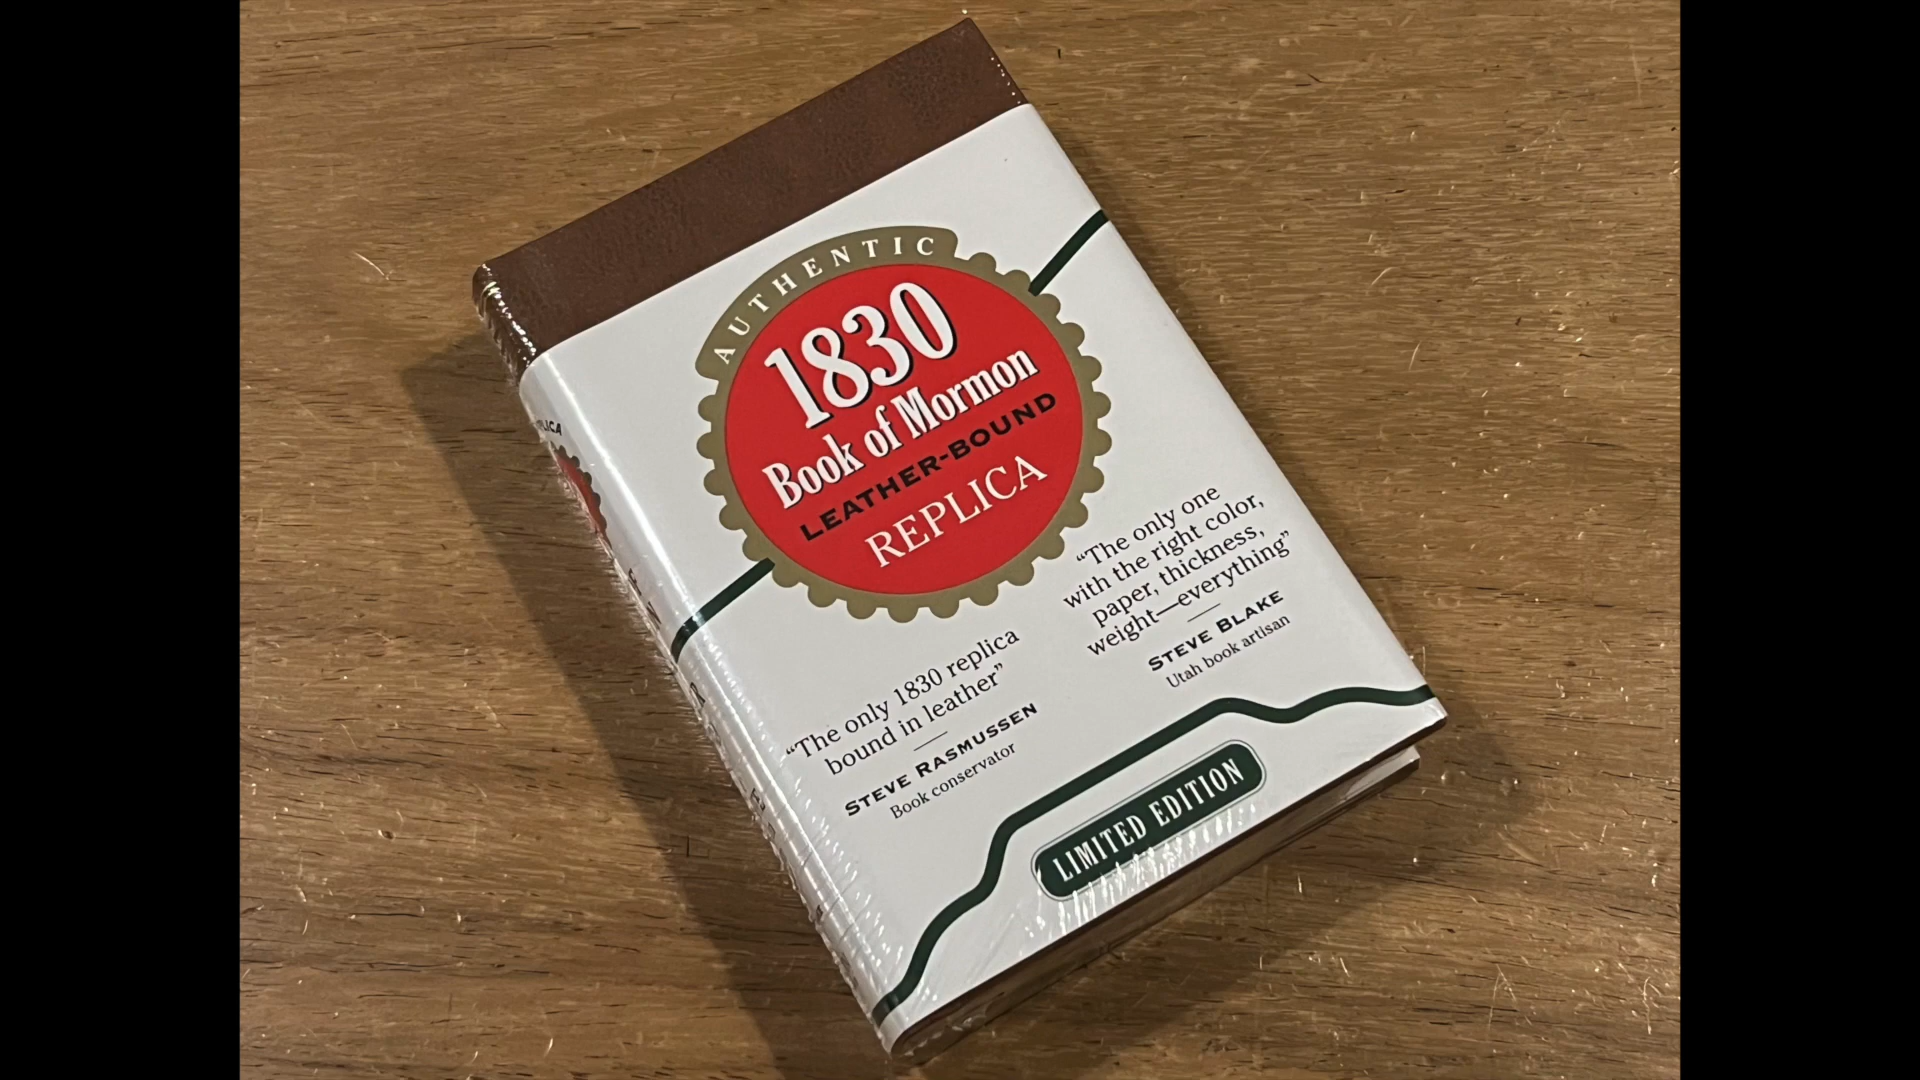 AUTHENTIC
1830
Book of Mormon
LEATHER-BOUND
REPLICA
“The only one
with the right color,
paper, thickness,
weight—everything”
STEVE BLAKE
Utah book artisan
“The only 1830 replica
bound in leather”
STEVE RASMUSSEN
Book conservator
LIMITED EDITION